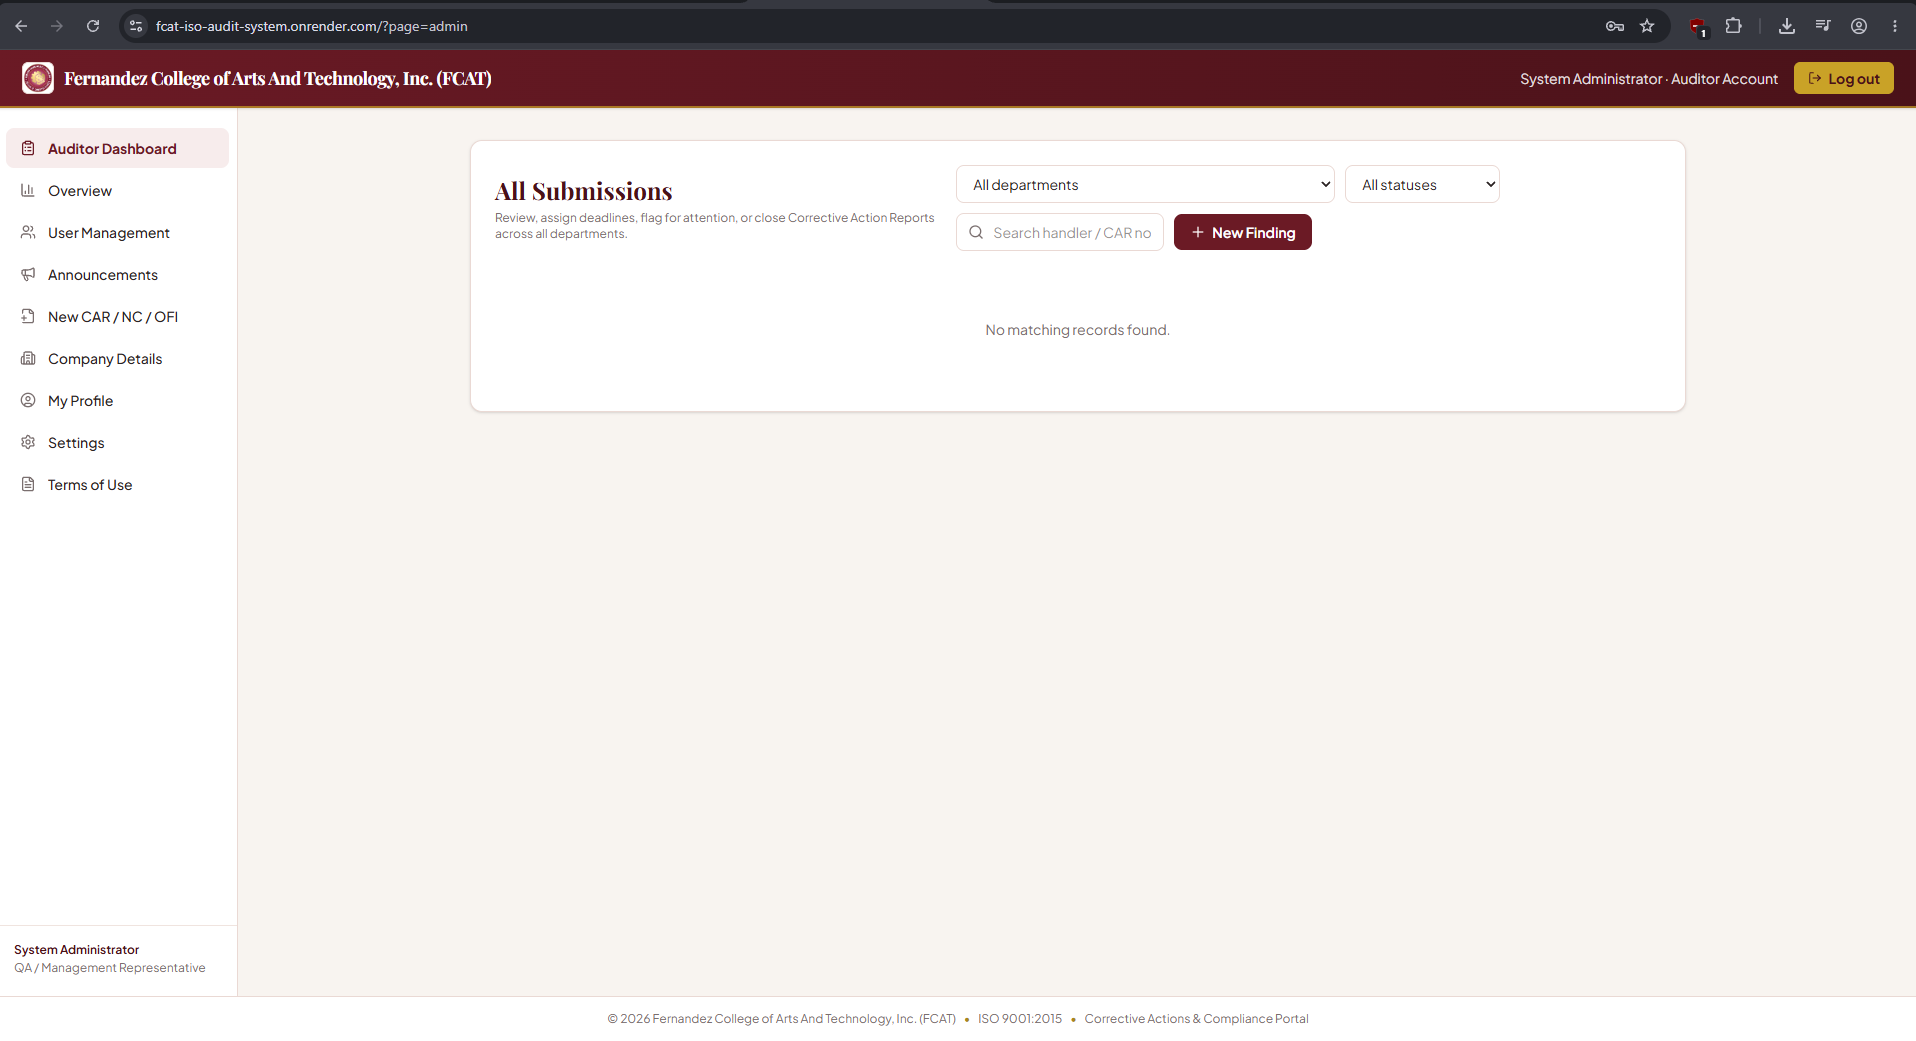 fcat-iso-audit-system.onrender.com/?page=admin
1
Fernandez College of Arts And Technology, Inc. (FCAT)
System Administrator · Auditor Account
Log out
Auditor Dashboard
Overview
User Management
Announcements
New CAR / NC / OFI
Company Details
My Profile
Settings
Terms of Use
System Administrator
QA / Management Representative
All Submissions
Review, assign deadlines, flag for attention, or close Corrective Action Reports
across all departments.
All departments
All statuses
Search handler / CAR no
New Finding
No matching records found.
© 2026 Fernandez College of Arts And Technology, Inc. (FCAT) • ISO 9001:2015 • Corrective Actions & Compliance Portal